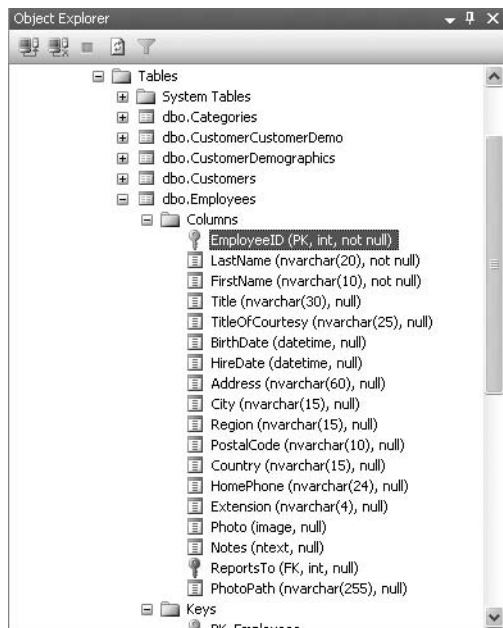 Object Explorer
Tables
System Tables
dbo.Categories
dbo.CustomerCustomerDemo
dbo.CustomerDemographics
dbo.Customers
dbo.Employees
Columns
EmployeeID (PK, int, not null)
LastName (nvarchar(20), not null)
FirstName (nvarchar(10), not null)
Title (nvarchar(30), null)
TitleOfCourtesy (nvarchar(25), null)
BirthDate (datetime, null)
HireDate (datetime, null)
Address (nvarchar(60), null)
City (nvarchar(15), null)
Region (nvarchar(15), null)
PostalCode (nvarchar(10), null)
Country (nvarchar(15), null)
HomePhone (nvarchar(24), null)
Extension (nvarchar(4), null)
Photo (image, null)
Notes (ntext, null)
ReportsTo (FK, int, null)
PhotoPath (nvarchar(255), null)
Keys
PK_Employees